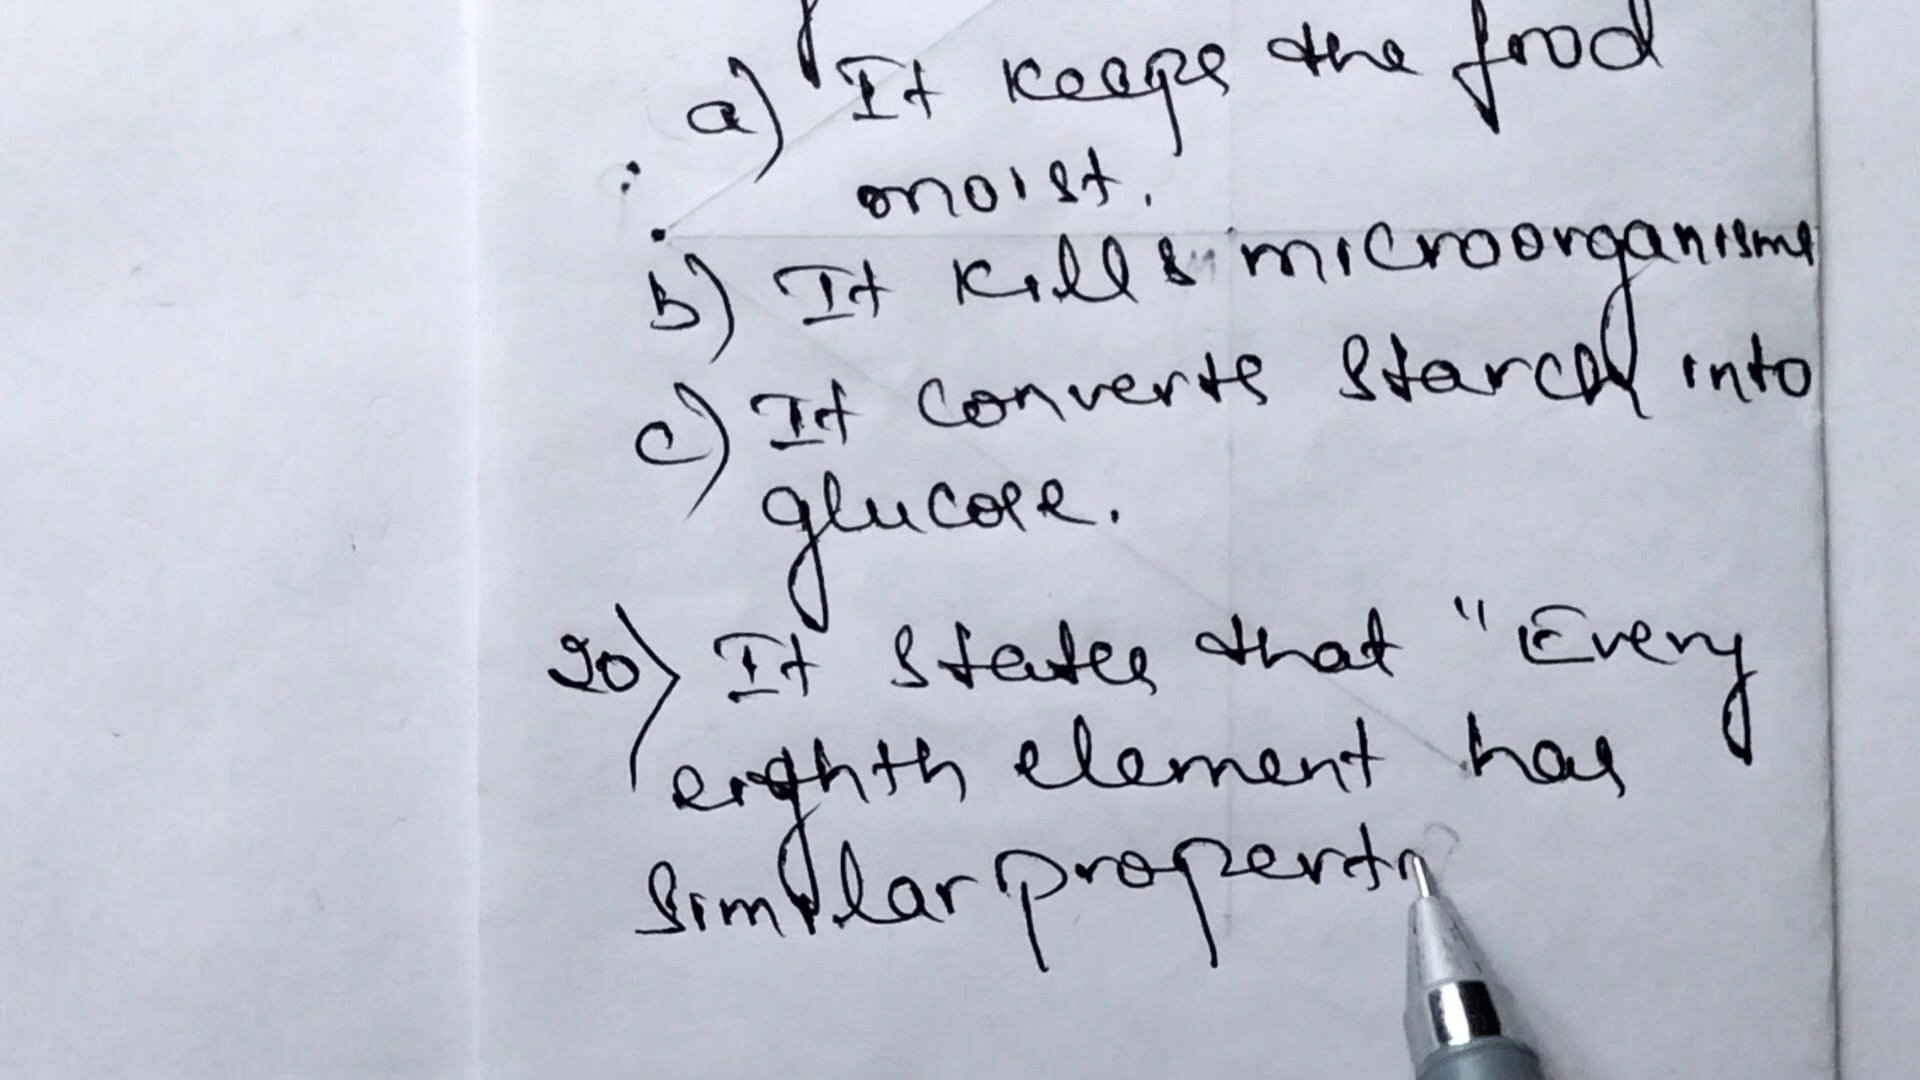 a) It keeps the food
moist.
b) It kills microorganisms
c) It converts starch into
glucose.
20) It states that "Every
eighth element has
similar propert